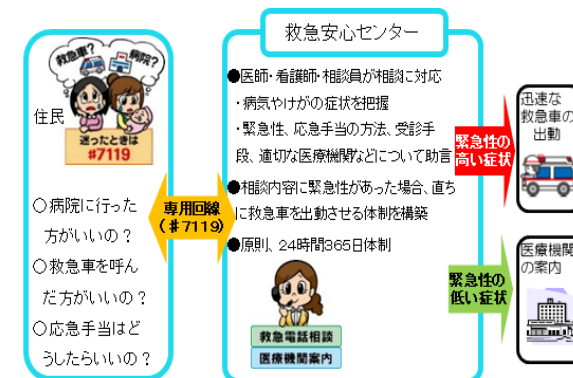 救急車?
病院?
住民
迷ったときは
#7119
○病院に行った
方がいいの?
○救急車を呼ん
だ方がいいの?
○応急手当はど
うしたらいいの?
専用回線
(#7119)
救急安心センター
●医師・看護師・相談員が相談に対応
・病気やけがの症状を把握
・緊急性、応急手当の方法、受診手
段、適切な医療機関などについて助言
●相談内容に緊急性があった場合、直ち
に救急車を出動させる体制を構築
●原則、24時間365日体制
救急電話相談
医療機関案内
緊急性の
高い症状
迅速な
救急車の
出動
緊急性の
低い症状
医療機関
の案内